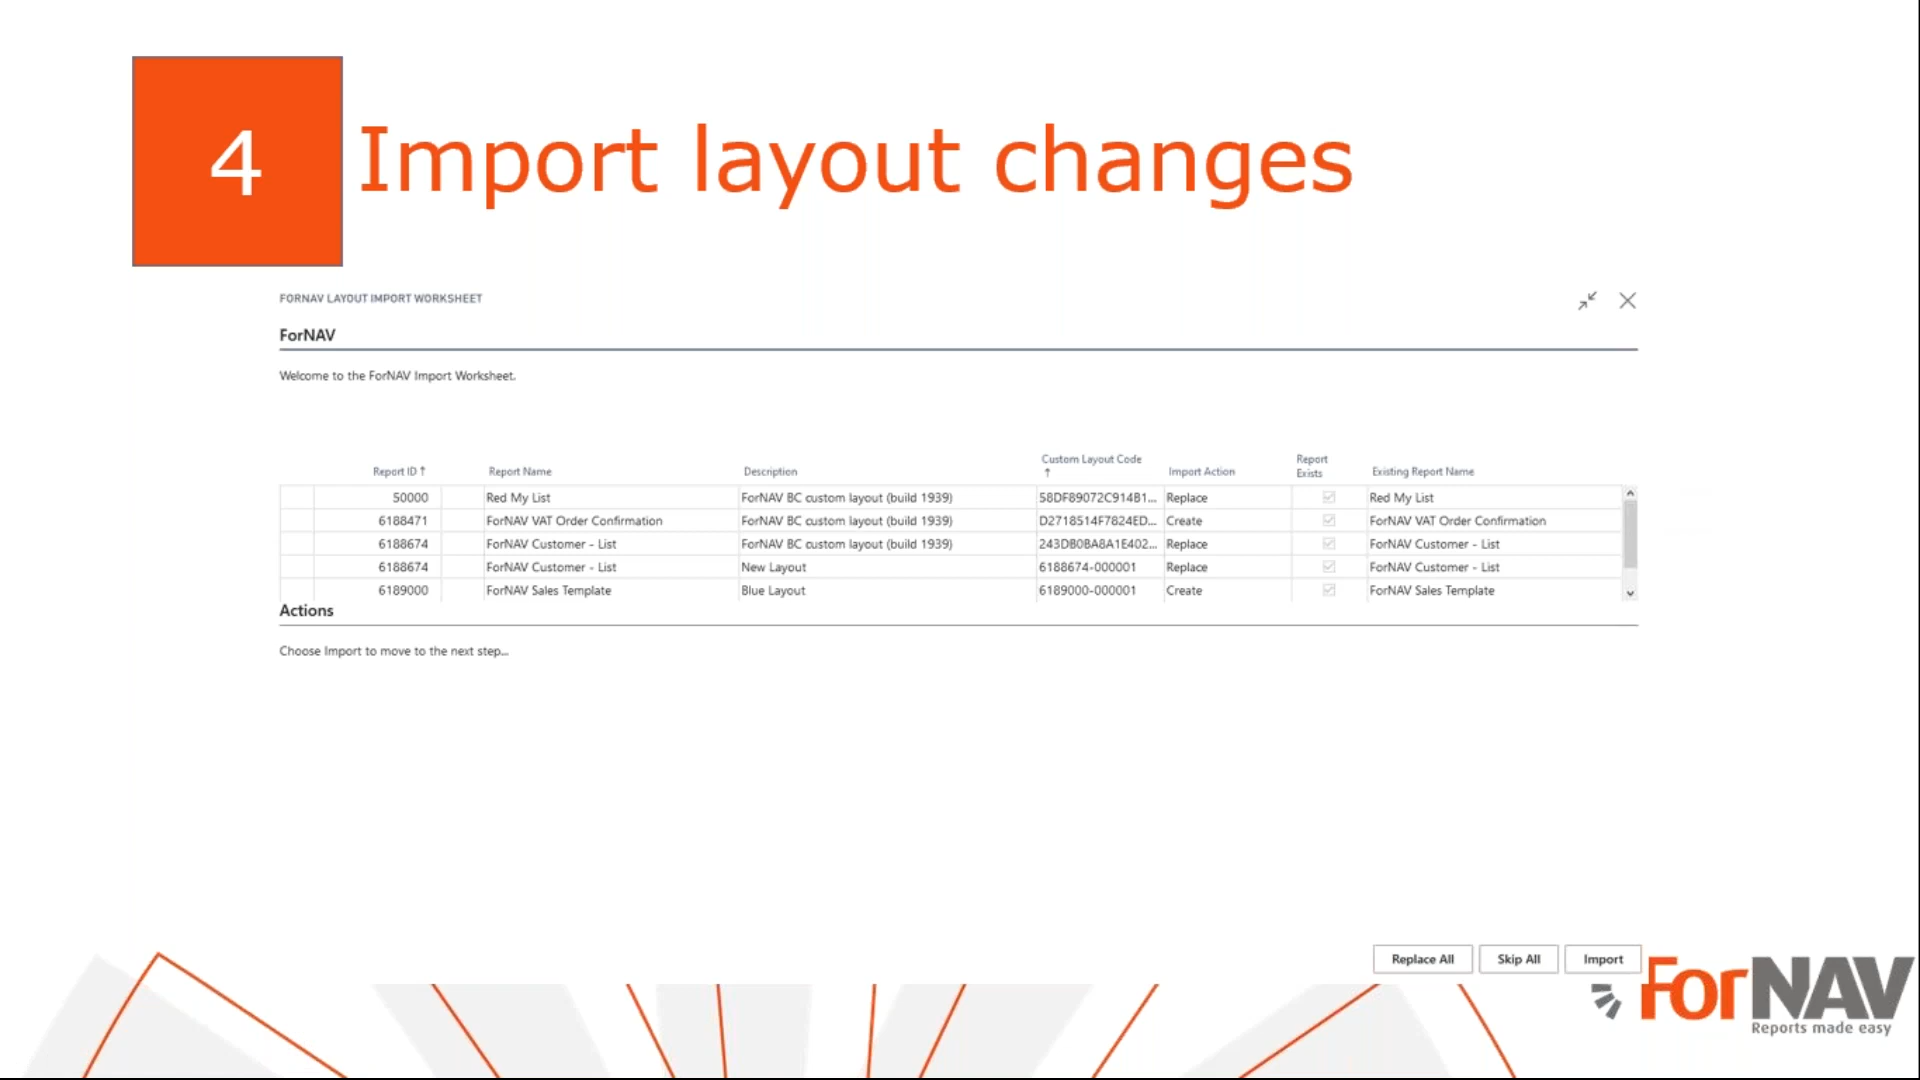 4
Import layout changes
FORNAV LAYOUT IMPORT WORKSHEET
ForNAV
Welcome to the ForNAV Import Worksheet.
Report ID ↑ Report Name Description Custom Layout Code ↑ Import Action Report Exists Existing Report Name
50000 Red My List ForNAV BC custom layout (build 1939) 58DF89072C914B1... Replace Red My List
6188471 ForNAV VAT Order Confirmation ForNAV BC custom layout (build 1939) D2718514F7824ED... Create ForNAV VAT Order Confirmation
6188674 ForNAV Customer - List ForNAV BC custom layout (build 1939) 243DB0BA8A1E402... Replace ForNAV Customer - List
6188674 ForNAV Customer - List New Layout 6188674-000001 Replace ForNAV Customer - List
6189000 ForNAV Sales Template Blue Layout 6189000-000001 Create ForNAV Sales Template
Actions
Choose Import to move to the next step...
Replace All Skip All Import
ForNAV
Reports made easy